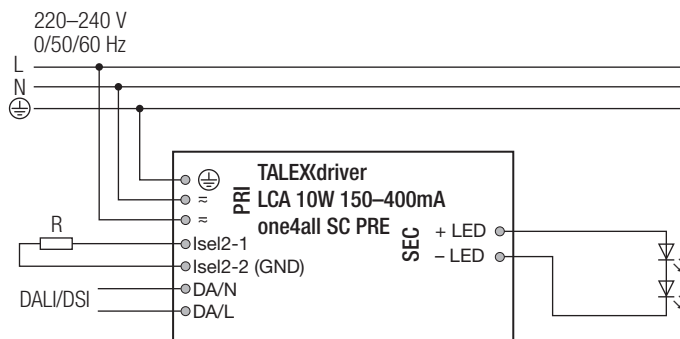 220–240 V
0/50/60 Hz
L
N
PRI
TALEXXdriver
LCA 10W 150–400mA
one4all SC PRE
≈
≈
R
Isel2-1
Isel2-2 (GND)
DALI/DSI
DA/N
DA/L
SEC
+ LED
– LED